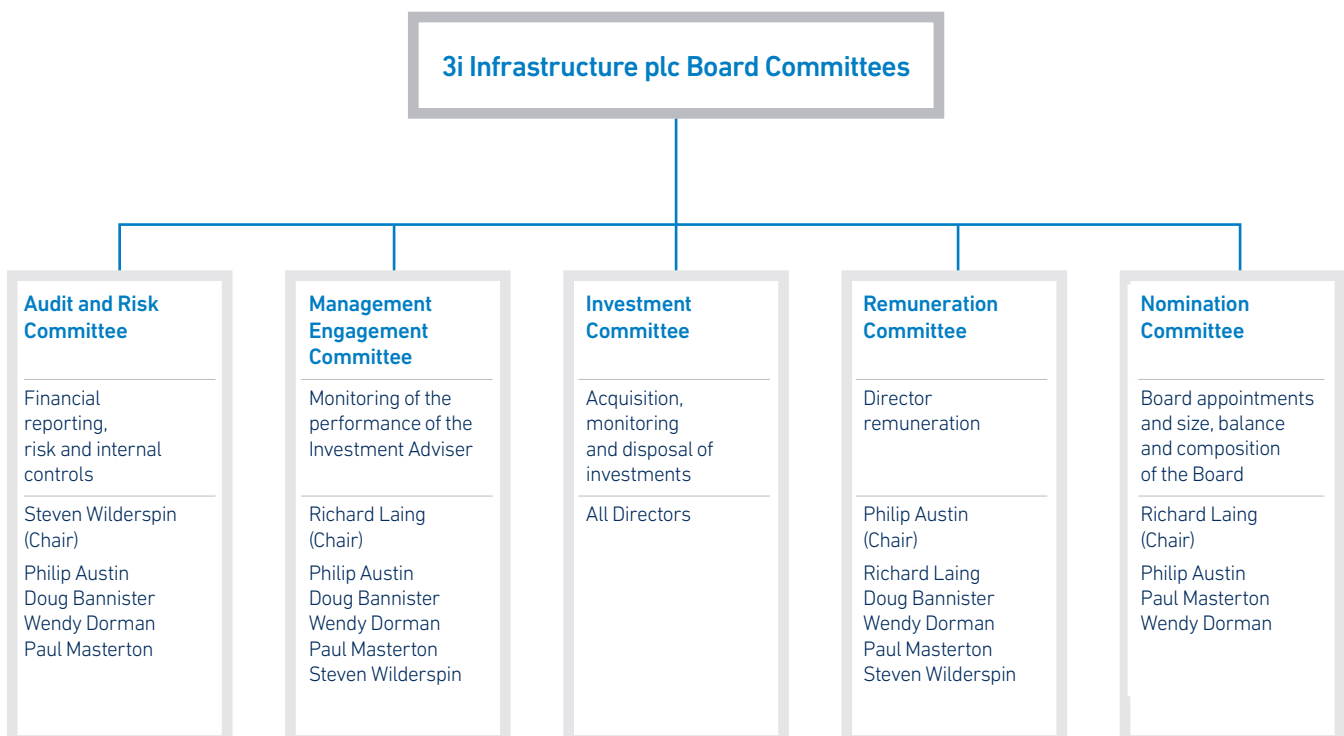 3i Infrastructure plc Board Committees
Audit and Risk
Committee
Financial
reporting,
risk and internal
controls
Steven Wilderspin
(Chair)
Philip Austin
Doug Bannister
Wendy Dorman
Paul Masterton
Management
Engagement
Committee
Monitoring of the
performance of the
Investment Adviser
Richard Laing
(Chair)
Philip Austin
Doug Bannister
Wendy Dorman
Paul Masterton
Steven Wilderspin
Investment
Committee
Acquisition,
monitoring
and disposal of
investments
All Directors
Remuneration
Committee
Director
remuneration
Philip Austin
(Chair)
Richard Laing
Doug Bannister
Wendy Dorman
Paul Masterton
Steven Wilderspin
Nomination
Committee
Board appointments
and size, balance
and composition
of the Board
Richard Laing
(Chair)
Philip Austin
Paul Masterton
Wendy Dorman